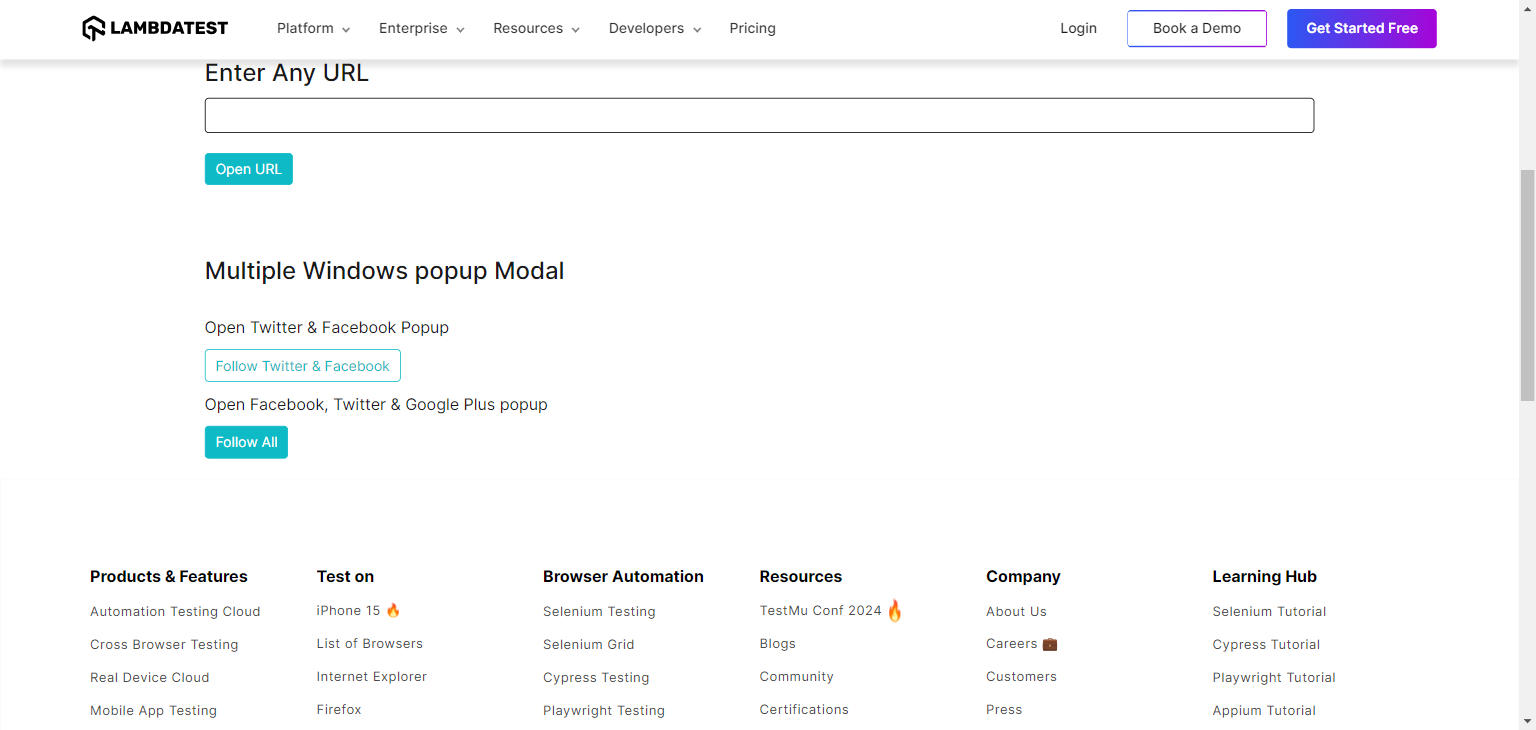 LAMBDATEST Platform Enterprise Resources Developers Pricing Login Book a Demo Get Started Free
Enter Any URL
Open URL
Multiple Windows popup Modal
Open Twitter & Facebook Popup
Follow Twitter & Facebook
Open Facebook, Twitter & Google Plus popup
Follow All
Products & Features Test on Browser Automation Resources Company Learning Hub
Automation Testing Cloud iPhone 15 🔥 Selenium Testing TestMu Conf 2024 🔥 About Us Selenium Tutorial
Cross Browser Testing List of Browsers Selenium Grid Blogs Careers 💼 Cypress Tutorial
Real Device Cloud Internet Explorer Cypress Testing Community Customers Playwright Tutorial
Mobile App Testing Firefox Playwright Testing Certifications Press Appium Tutorial